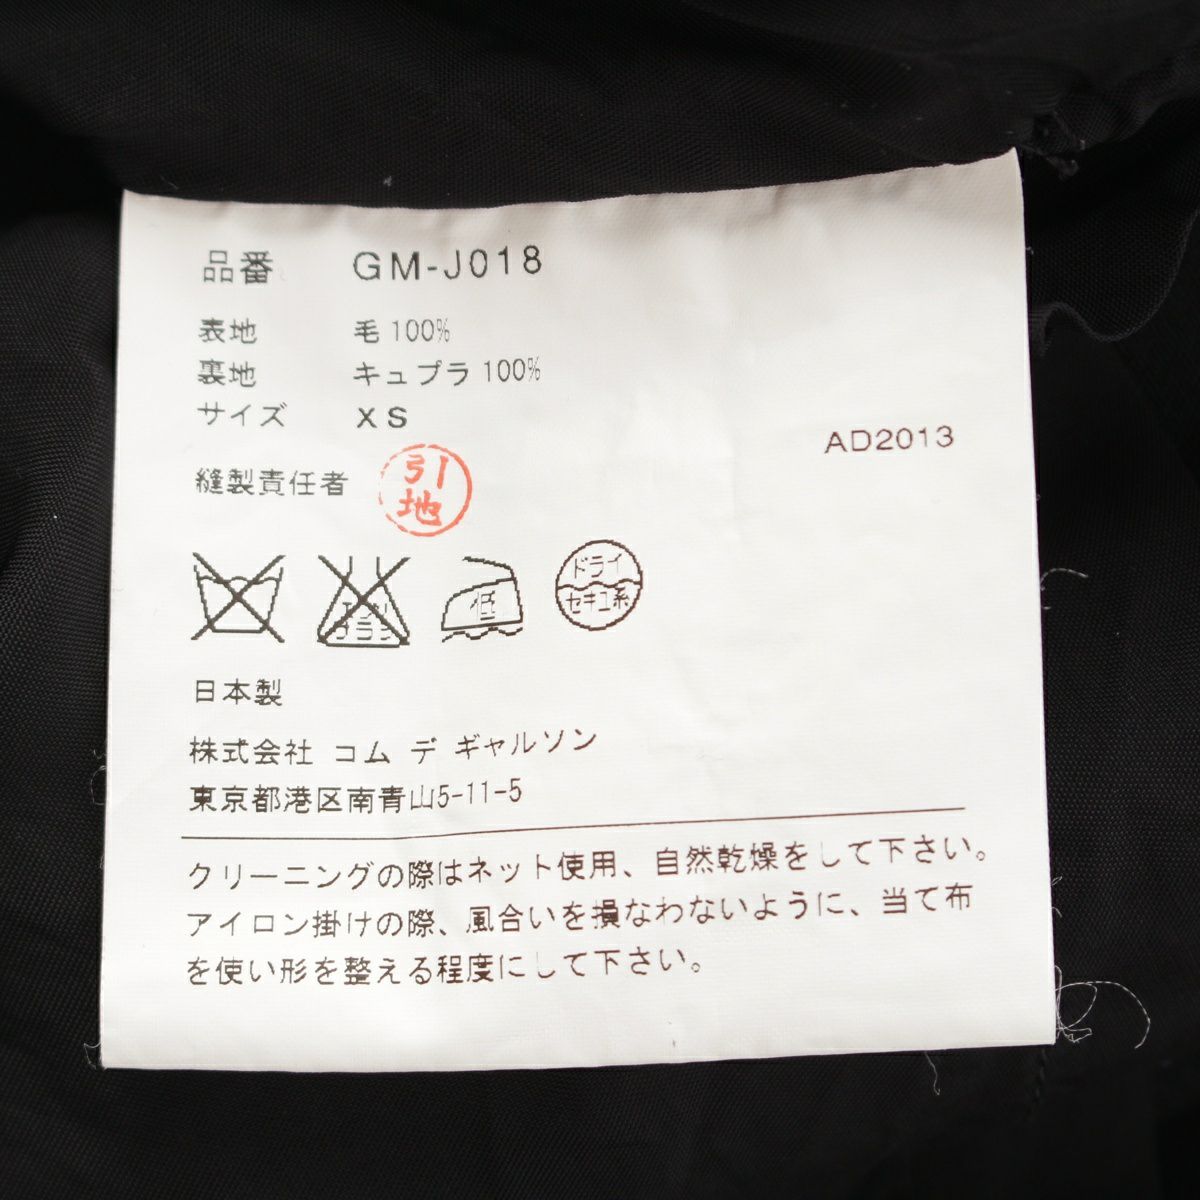 品番 GM-J018
表地 毛 100%
裏地 キュプラ 100%
サイズ XS
AD2013
縫製責任者 引地
エンソ
サラシ
低
ドライ
セキユ系
日本製
株式会社 コム デ ギャルソン
東京都港区南青山5-11-5
クリーニングの際はネット使用、自然乾燥をして下さい。
アイロン掛けの際、風合いを損なわないように、当て布
を使い形を整える程度にして下さい。